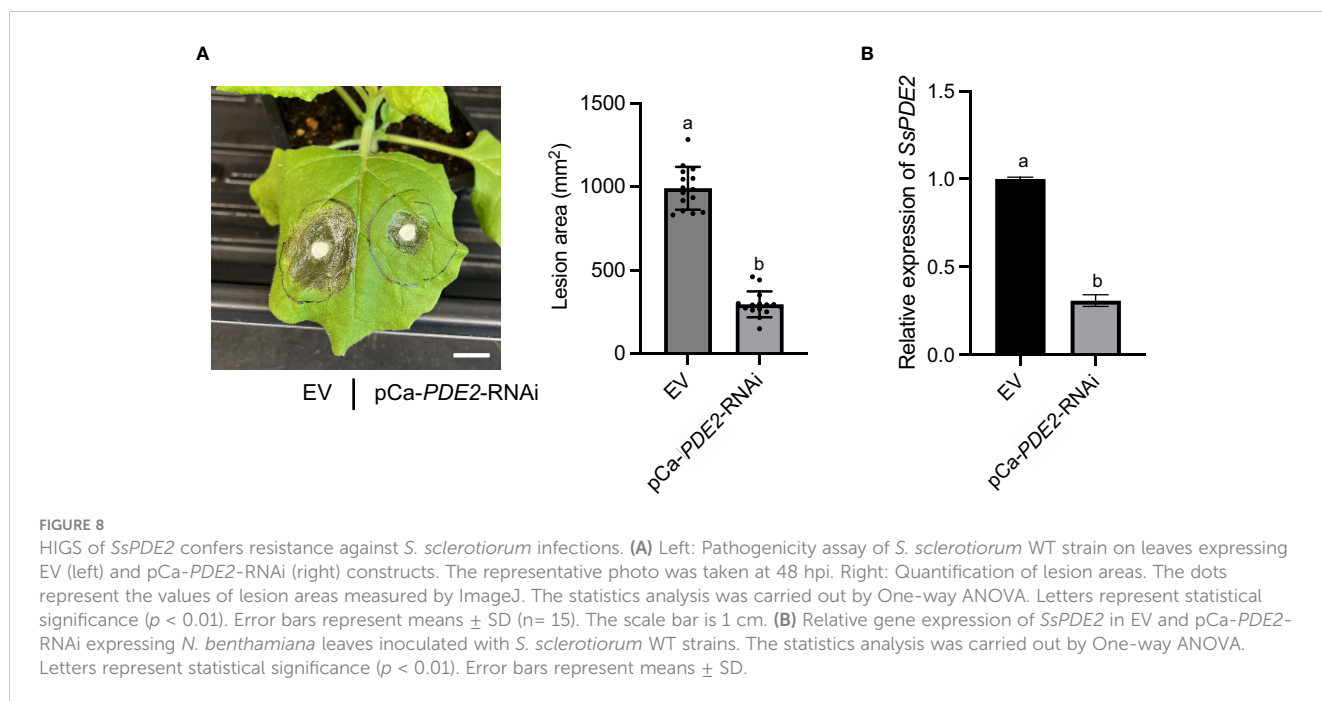 A
B
1500
1000
500
0
Lesion area (mm²)
a
b
EV
pCa-PDE2-RNAi
EV | pCa-PDE2-RNAi
1.5
1.0
0.5
0.0
Relative expression of SsPDE2
a
b
EV
pCa-PDE2-RNAi
FIGURE 8
HIGS of SsPDE2 confers resistance against S. sclerotiorum infections. (A) Left: Pathogenicity assay of S. sclerotiorum WT strain on leaves expressing
EV (left) and pCa-PDE2-RNAi (right) constructs. The representative photo was taken at 48 hpi. Right: Quantification of lesion areas. The dots
represent the values of lesion areas measured by ImageJ. The statistics analysis was carried out by One-way ANOVA. Letters represent statistical
significance (p < 0.01). Error bars represent means ± SD (n= 15). The scale bar is 1 cm. (B) Relative gene expression of SsPDE2 in EV and pCa-PDE2-
RNAi expressing N. benthamiana leaves inoculated with S. sclerotiorum WT strains. The statistics analysis was carried out by One-way ANOVA.
Letters represent statistical significance (p < 0.01). Error bars represent means ± SD.